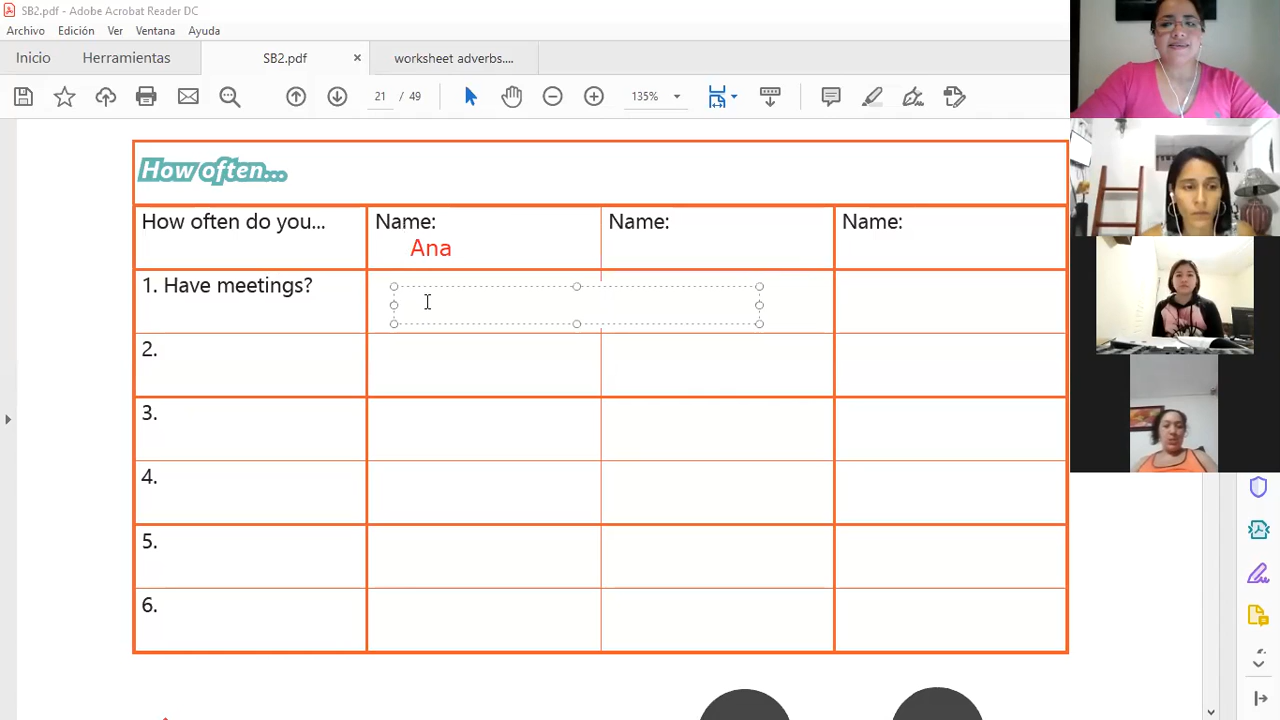 SB2.pdf - Adobe Acrobat Reader DC
Archivo Edición Ver Ventana Ayuda
Inicio Herramientas SB2.pdf × worksheet adverbs....
21 / 49 135%
How often...
How often do you... Name: Name: Name:
Ana
1. Have meetings?
2.
3.
4.
5.
6.